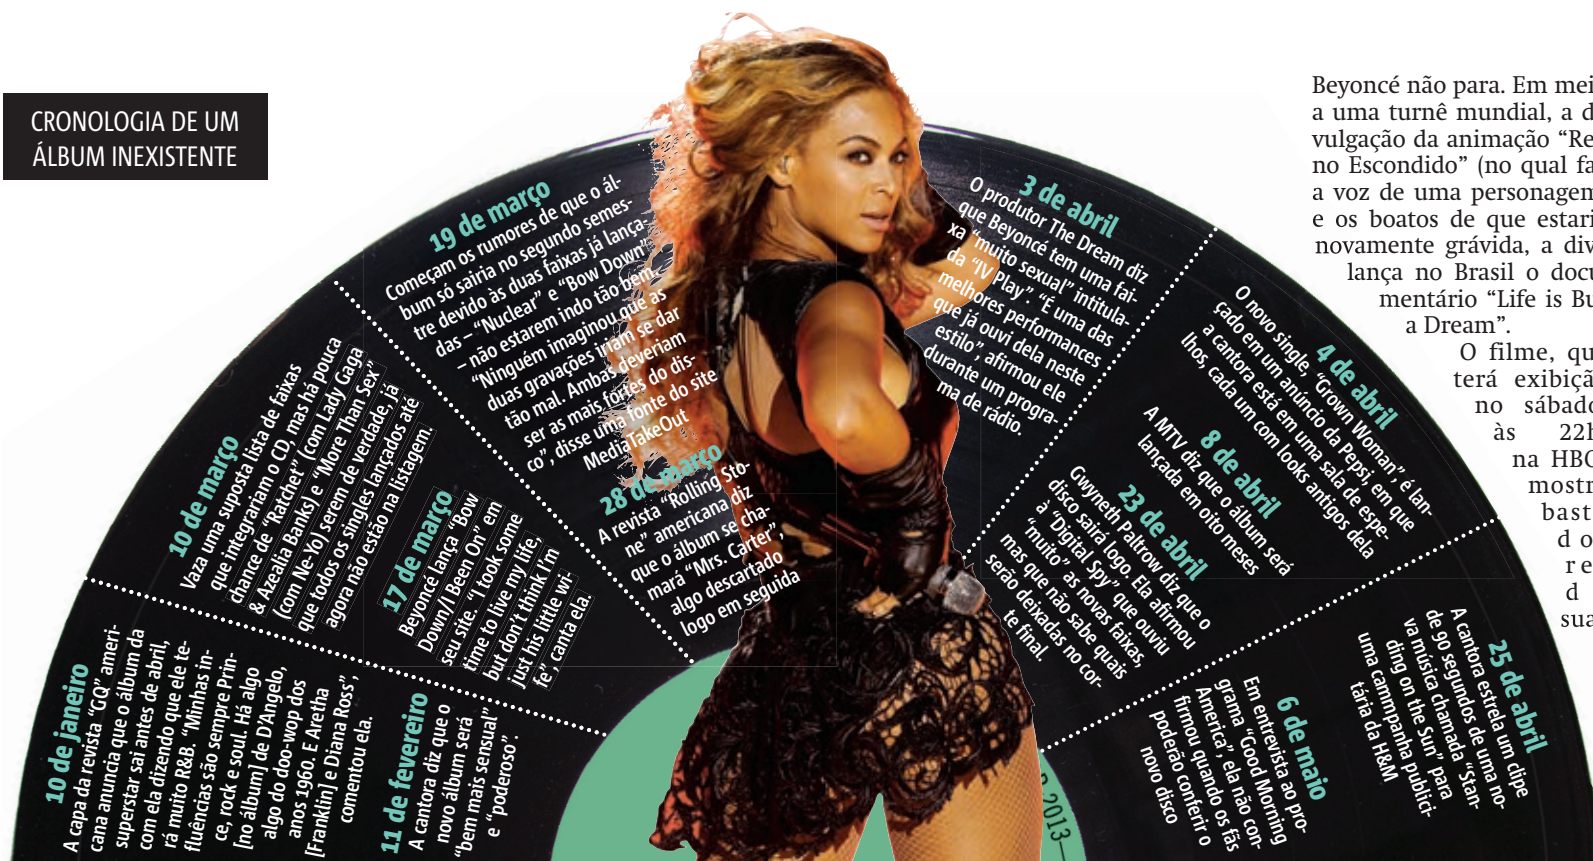 CRONOLOGIA DE UM
ÁLBUM INEXISTENTE
10 de janeiro
A capa da revista “GQ” ameri-
cana anuncia que o álbum da
superstar sai antes de abril,
com ela dizendo que ele te-
rá muito R&B. “Minhas in-
fluências são sempre Prin-
ce, rock e soul. Há algo
[no álbum] de D’Angelo,
algo do doo-wop dos
anos 1960. E Aretha
[Franklin] e Diana Ross”,
comentou ela.
11 de fevereiro
A cantora diz que o
novo álbum será
“bem mais sensual”
e “poderoso”.
10 de março
Vaza uma suposta lista de faixas
que integrariam o CD, mas há pouca
chance de “Ratchet” (com Lady Gaga
& Azealia Banks) e “More Than Sex”
(com Ne-Yo) serem de verdade, já
que todos os singles lançados até
agora não estão na listagem.
17 de março
Beyoncé lança “Bow
Down/I Been On” em
seu site. “I took some
time to live my life,
but don’t think I’m
just his little wi-
fe”, canta ela.
19 de março
Começam os rumores de que o ál-
bum só sairia no segundo semes-
tre devido às duas faixas já lança-
das – “Nuclear” e “Bow Down”
– não estarem indo tão bem.
“Ninguém imaginou que as
duas gravações iriam se dar
tão mal. Ambas deveriam
ser as mais fortes do dis-
co”, disse uma fonte do site
MediaTakeOut
28 de março
A revista “Rolling Sto-
ne” americana diz
que o álbum se cha-
mará “Mrs. Carter”,
algo descartado
logo em seguida
3 de abril
O produtor The Dream diz
que Beyoncé tem uma fai-
xa “muito sexual” intitula-
da “IV Play”. “É uma das
melhores performances
que já ouvi dela neste
estilo’, afirmou ele
durante um progra-
ma de rádio.
4 de abril
O novo single, “Grown Woman”, é lan-
çado em um anúncio da Pepsi, em que
a cantora está em uma sala de espe-
lhos, cada um com looks antigos dela
8 de abril
A MTV diz que o álbum será
lançada em oito meses
23 de abril
Gwyneth Paltrow diz que o
disco sairá logo. Ela afirmou
à “Digital Spy” que ouviu
“muito” as novas faixas,
mas que não sabe quais
serão deixadas no cor-
te final.
25 de abril
A cantora estrela um clipe
de 90 segundos de uma no-
va música chamada “Stan-
ding on the Sun” para
uma campanha publici-
tária da H&M
6 de maio
Em entrevista ao pro-
grama “Good Morning
America”, ela não con-
firmou quando os fãs
poderão conferir o
novo disco
2013—
Beyoncé não para. Em mei
a uma turnê mundial, a d
vulgação da animação “Re
no Escondido” (no qual fa
a voz de uma personagem
e os boatos de que estari
novamente grávida, a div
lança no Brasil o docu
mentário “Life is Bu
a Dream”.
O filme, qu
terá exibiçã
no sábado
às 22h
na HBO
mostr
bast
do
re
d
sua